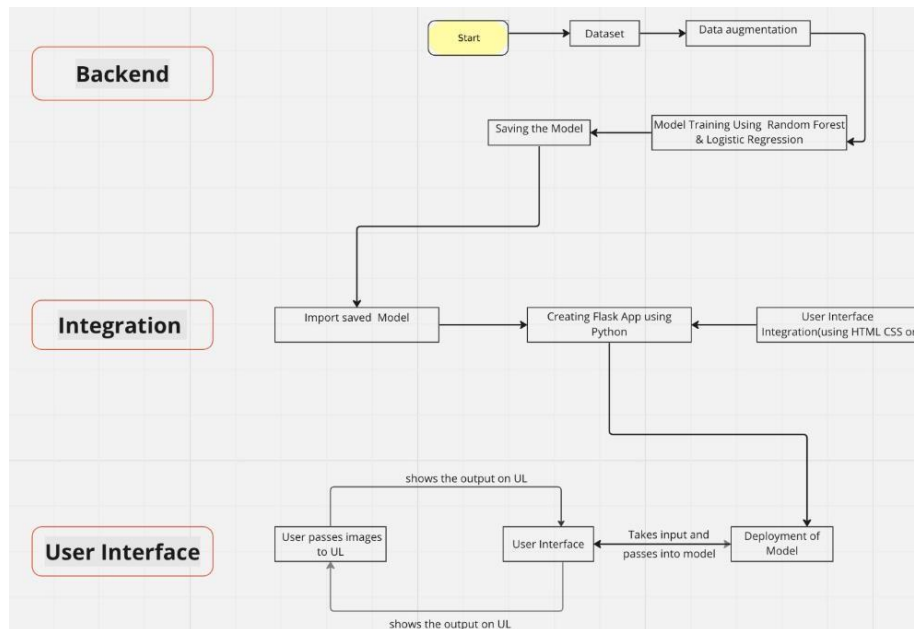 Start
Dataset
Data augmentation
Backend
Model Training Using Random Forest
& Logistic Regression
Saving the Model
Integration
Import saved Model
Creating Flask App using
Python
User Interface
Integration(using HTML CSS or
shows the output on UL
User Interface
User passes images
to UL
User Interface
Takes input and
passes into model
Deployment of
Model
shows the output on UL